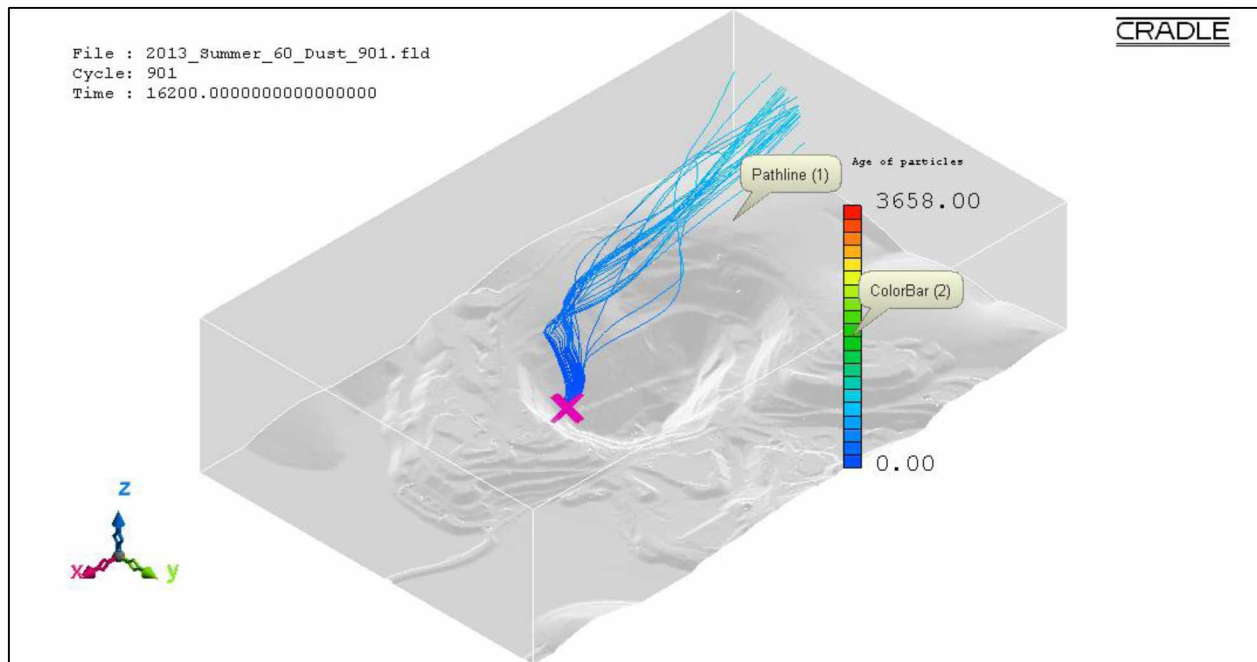 File : 2013_Summer_60_Dust_901.fld
Cycle: 901
Time : 16200.0000000000000000
CRADLE
Pathline (1)
Age of particles
3658.00
ColorBar (2)
0.00
z
x
y